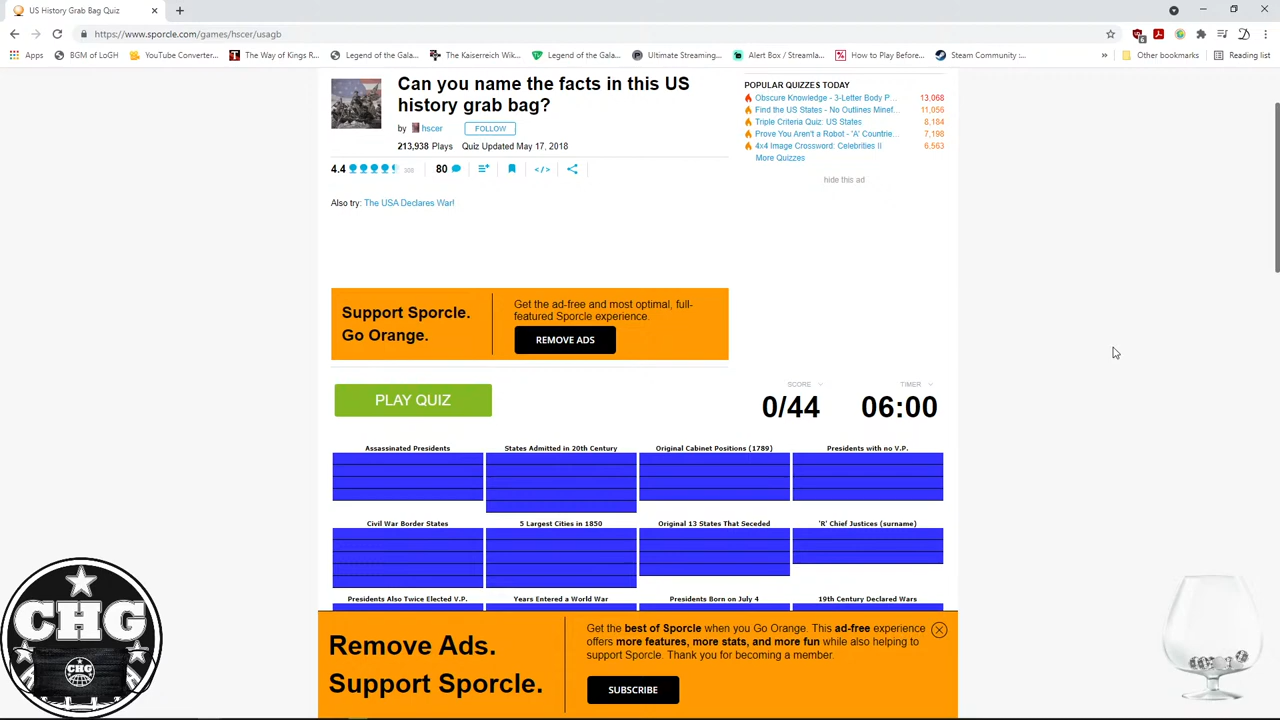 US History Grab Bag Quiz
https://www.sporcle.com/games/hscer/usagb
Apps
BGM of LoGH
YouTube Converter...
The Way of Kings R...
Legend of the Gala...
The Kaiserreich Wik...
Legend of the Gala...
Ultimate Streaming...
Alert Box / Streamla...
How to Play Before...
Steam Community :...
»
Other bookmarks
Reading list
Can you name the facts in this US
history grab bag?
by hscer FOLLOW
213,938 Plays Quiz Updated May 17, 2018
4.4 308 80 </>
Also try: The USA Declares War!
POPULAR QUIZZES TODAY
Obscure Knowledge - 3-Letter Body P... 13,068
Find the US States - No Outlines Minef... 11,056
Triple Criteria Quiz: US States 8,184
Prove You Aren't a Robot - 'A' Countrie... 7,198
4x4 Image Crossword: Celebrities II 6,563
More Quizzes
hide this ad
Support Sporcle.
Go Orange.
Get the ad-free and most optimal, full-
featured Sporcle experience.
REMOVE ADS
PLAY QUIZ
SCORE
0/44
TIMER
06:00
Assassinated Presidents
States Admitted in 20th Century
Original Cabinet Positions (1789)
Presidents with no V.P.
Civil War Border States
5 Largest Cities in 1850
Original 13 States That Seceded
'R' Chief Justices (surname)
Presidents Also Twice Elected V.P.
Years Entered a World War
Presidents Born on July 4
19th Century Declared Wars
Remove Ads.
Support Sporcle.
Get the best of Sporcle when you Go Orange. This ad-free experience
offers more features, more stats, and more fun while also helping to
support Sporcle. Thank you for becoming a member.
SUBSCRIBE
CHG
CHG